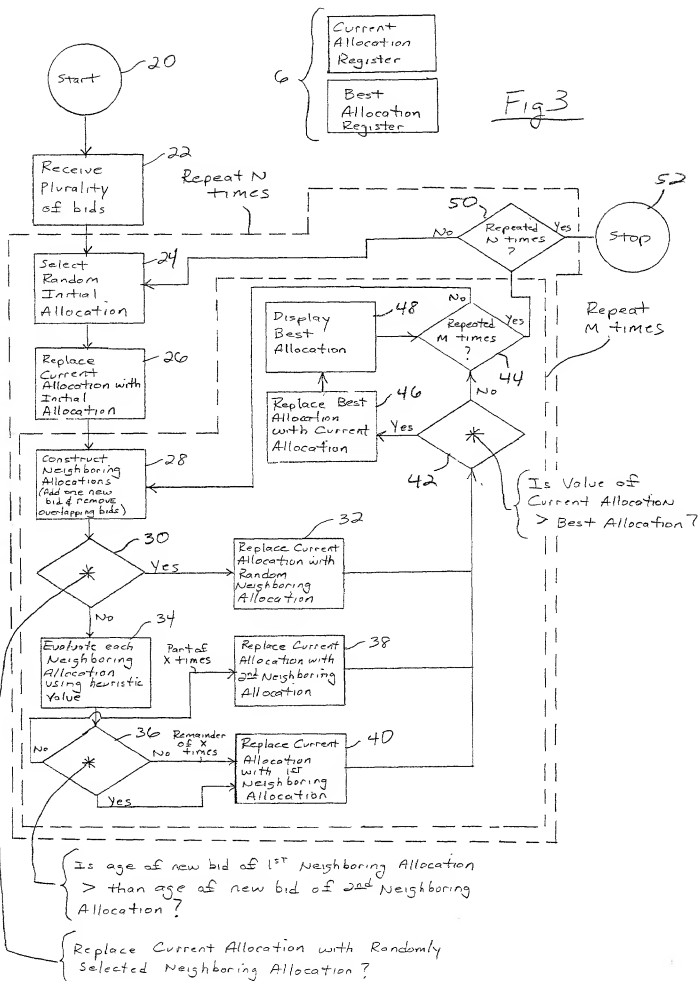 20
Start
6
Current
Allocation
Register
Best
Allocation
Register
Fig 3
22
Receive
Plurality
of bids
Repeat N
times
50
No
Repeated
N times
?
Yes
52
Stop
24
Select
Random
Initial
Allocation
26
Replace
Current
Allocation with
Initial
Allocation
48
Display
Best
Allocation
No
Repeated
M times
?
Yes
44
Repeat
M times
46
Replace Best
Allocation
with Current
Allocation
No
Yes
*
42
Is Value of
Current Allocation
> Best Allocation?
28
Construct
Neighboring
Allocations
(Add one new
bid & remove
overlapping bids)
30
*
Yes
No
32
Replace Current
Allocation with
Random
Neighboring
Allocation
34
Evaluate each
Neighboring
Allocation
using heuristic
Value
Part of
X times
38
Replace Current
Allocation with
2nd Neighboring
Allocation
36
No
*
Remainder
of X
No times
Yes
40
Replace Current
Allocation
with 1st
Neighboring
Allocation
Is age of new bid of 1st Neighboring Allocation
> than age of new bid of 2nd Neighboring
Allocation?
Replace Current Allocation with Randomly
Selected Neighboring Allocation?